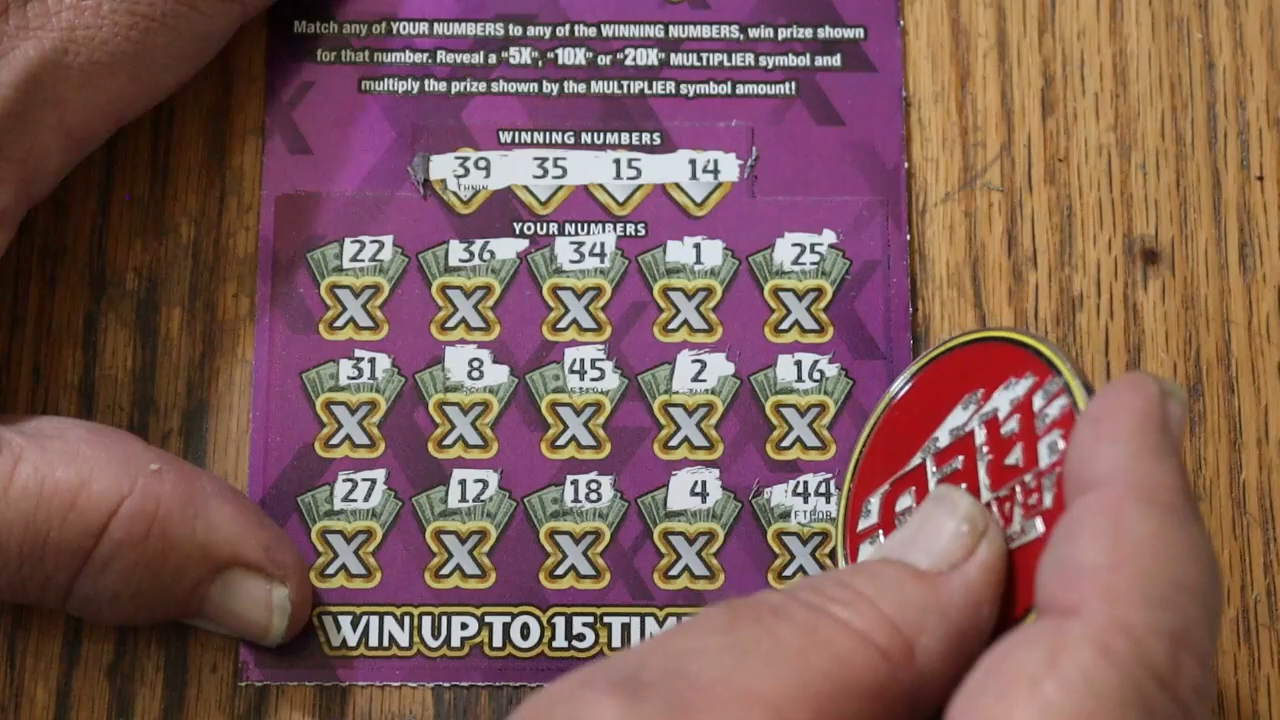 Match any of YOUR NUMBERS to any of the WINNING NUMBERS, win prize shown
for that number. Reveal a "5X", "10X" or "20X" MULTIPLIER symbol and
multiply the prize shown by the MULTIPLIER symbol amount!
WINNING NUMBERS
39 35 15 14
YOUR NUMBERS
22 36 34 1 25
X X X X X
31 8 45 2 16
X X X X X
27 12 18 4 44
X X X X X
WIN UP TO 15